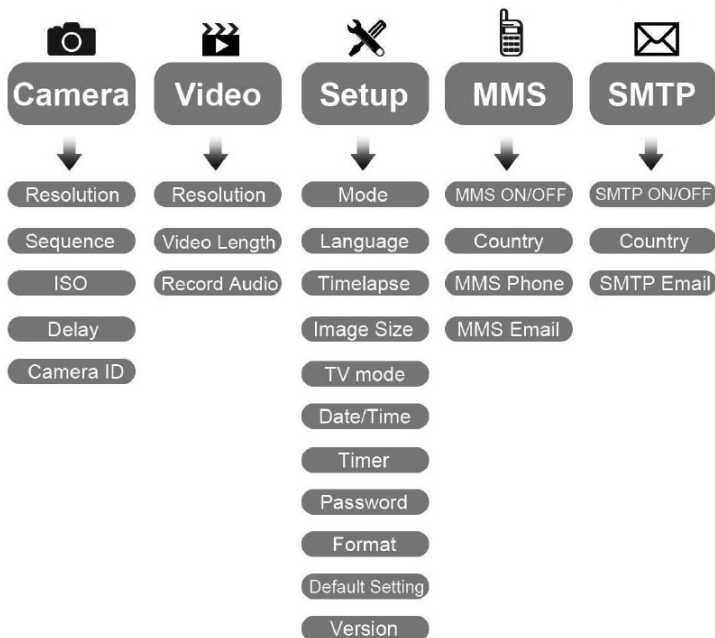 Camera
Video
Setup
MMS
SMTP
Resolution
Sequence
ISO
Delay
Camera ID
Resolution
Video Length
Record Audio
Mode
Language
Timelapse
Image Size
TV mode
Date/Time
Timer
Password
Format
Default Setting
Version
MMS ON/OFF
Country
MMS Phone
MMS Email
SMTP ON/OFF
Country
SMTP Email